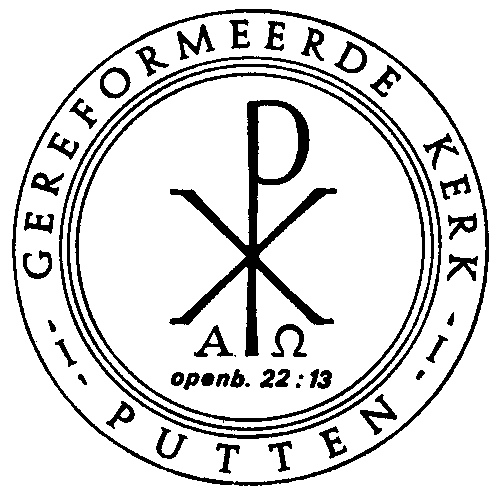 GEREFORMEERDE KERK
-I- PUTTEN -I-
Α Ω
openb. 22:13